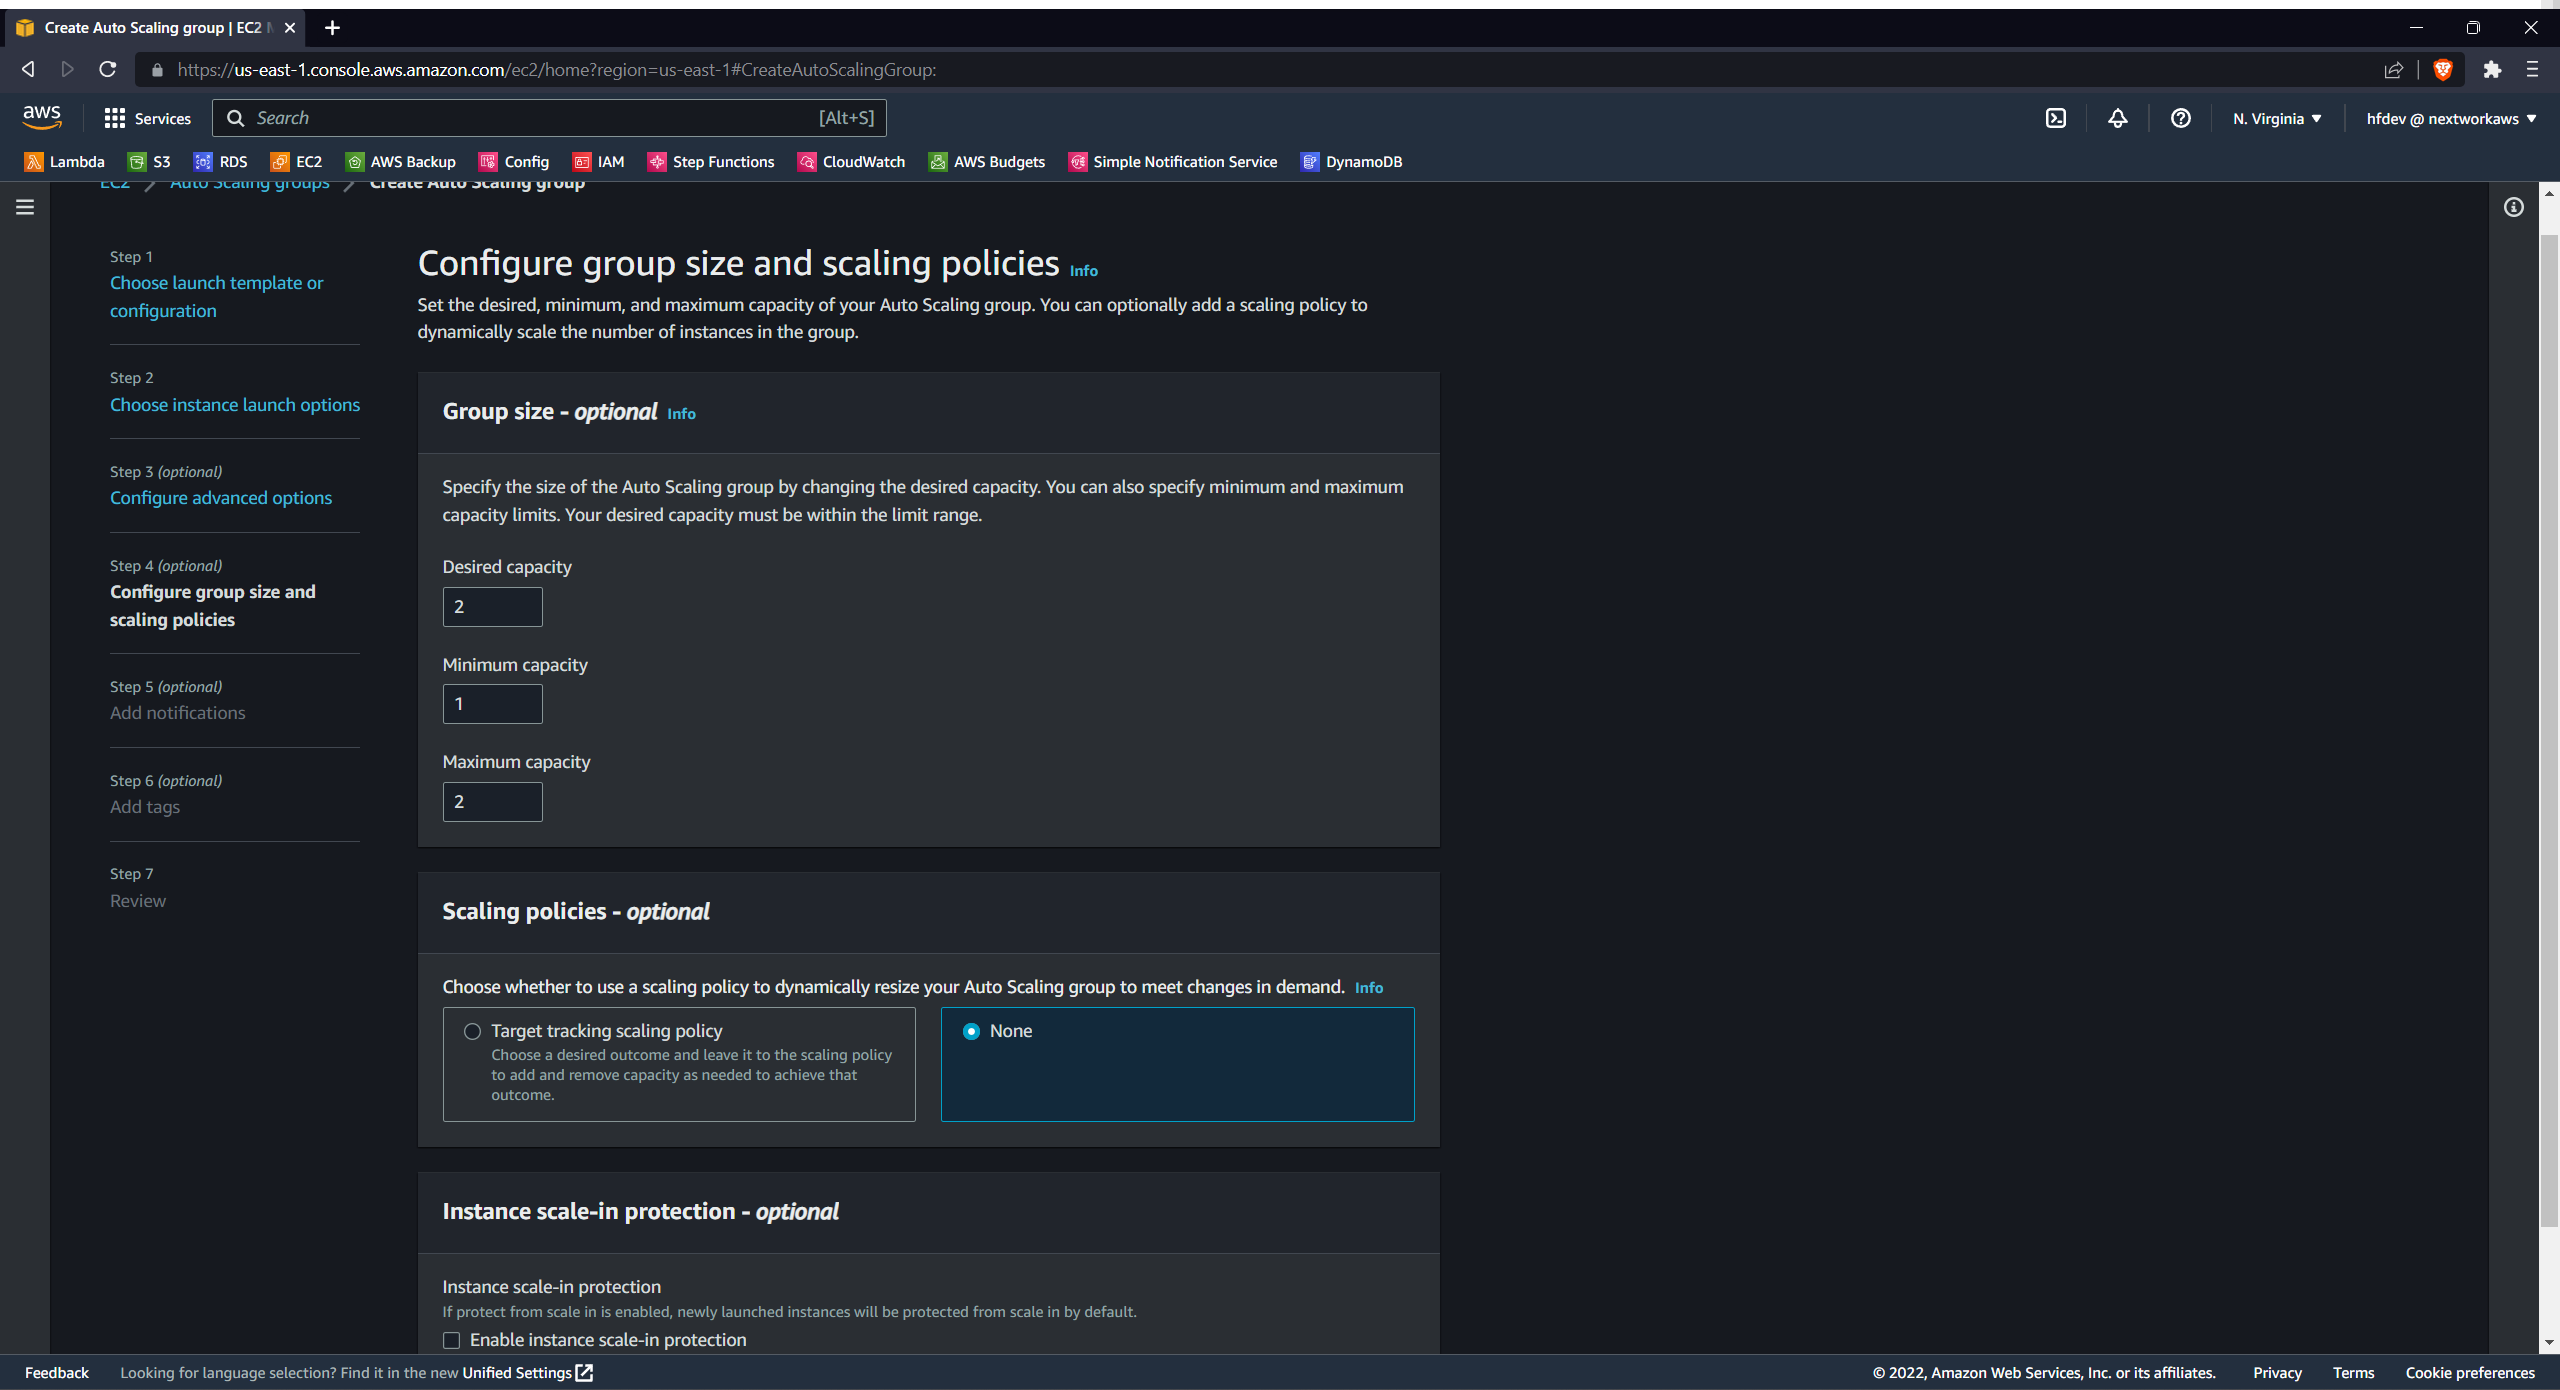 Create Auto Scaling group | EC2
https://us-east-1.console.aws.amazon.com/ec2/home?region=us-east-1#CreateAutoScalingGroup:
aws
Services
Search
[Alt+S]
N. Virginia
hfdev @ nextworkaws
Lambda
S3
RDS
EC2
AWS Backup
Config
IAM
Step Functions
CloudWatch
AWS Budgets
Simple Notification Service
DynamoDB
EC2
Auto Scaling groups
Create Auto Scaling group
Step 1
Choose launch template or
configuration
Step 2
Choose instance launch options
Step 3 (optional)
Configure advanced options
Step 4 (optional)
Configure group size and
scaling policies
Step 5 (optional)
Add notifications
Step 6 (optional)
Add tags
Step 7
Review
Configure group size and scaling policies Info
Set the desired, minimum, and maximum capacity of your Auto Scaling group. You can optionally add a scaling policy to
dynamically scale the number of instances in the group.
Group size - optional Info
Specify the size of the Auto Scaling group by changing the desired capacity. You can also specify minimum and maximum
capacity limits. Your desired capacity must be within the limit range.
Desired capacity
2
Minimum capacity
1
Maximum capacity
2
Scaling policies - optional
Choose whether to use a scaling policy to dynamically resize your Auto Scaling group to meet changes in demand. Info
Target tracking scaling policy
Choose a desired outcome and leave it to the scaling policy
to add and remove capacity as needed to achieve that
outcome.
None
Instance scale-in protection - optional
Instance scale-in protection
If protect from scale in is enabled, newly launched instances will be protected from scale in by default.
Enable instance scale-in protection
Feedback
Looking for language selection? Find it in the new Unified Settings
© 2022, Amazon Web Services, Inc. or its affiliates.
Privacy
Terms
Cookie preferences